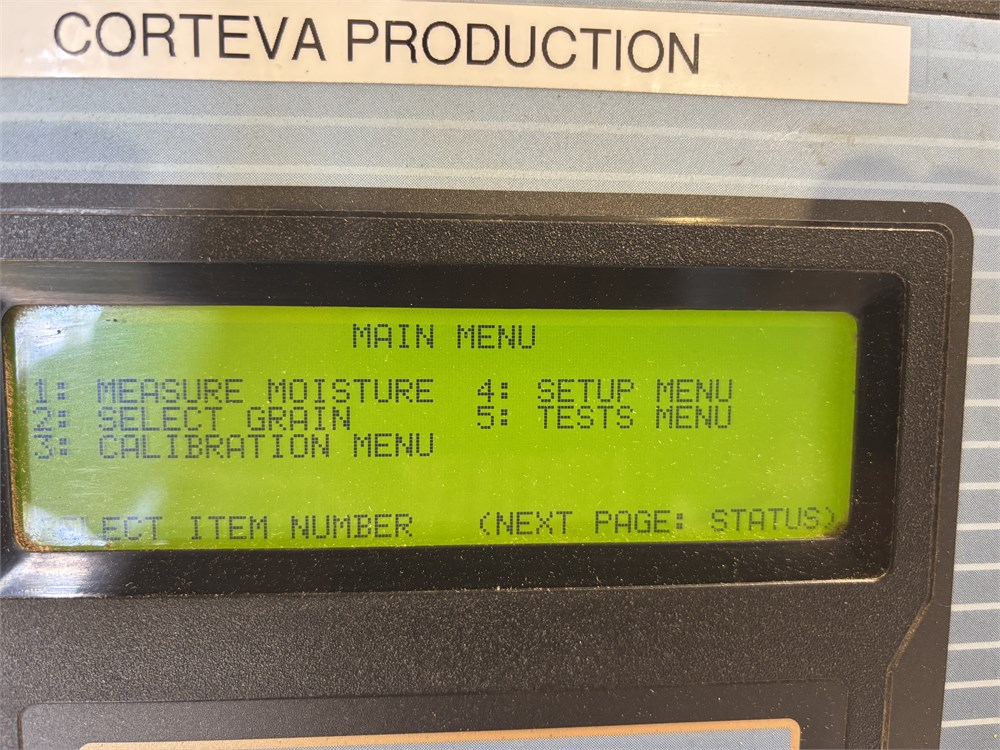 CORTEVA PRODUCTION
MAIN MENU
1: MEASURE MOISTURE 4: SETUP MENU
2: SELECT GRAIN 5: TESTS MENU
3: CALIBRATION MENU
SELECT ITEM NUMBER (NEXT PAGE: STATUS)